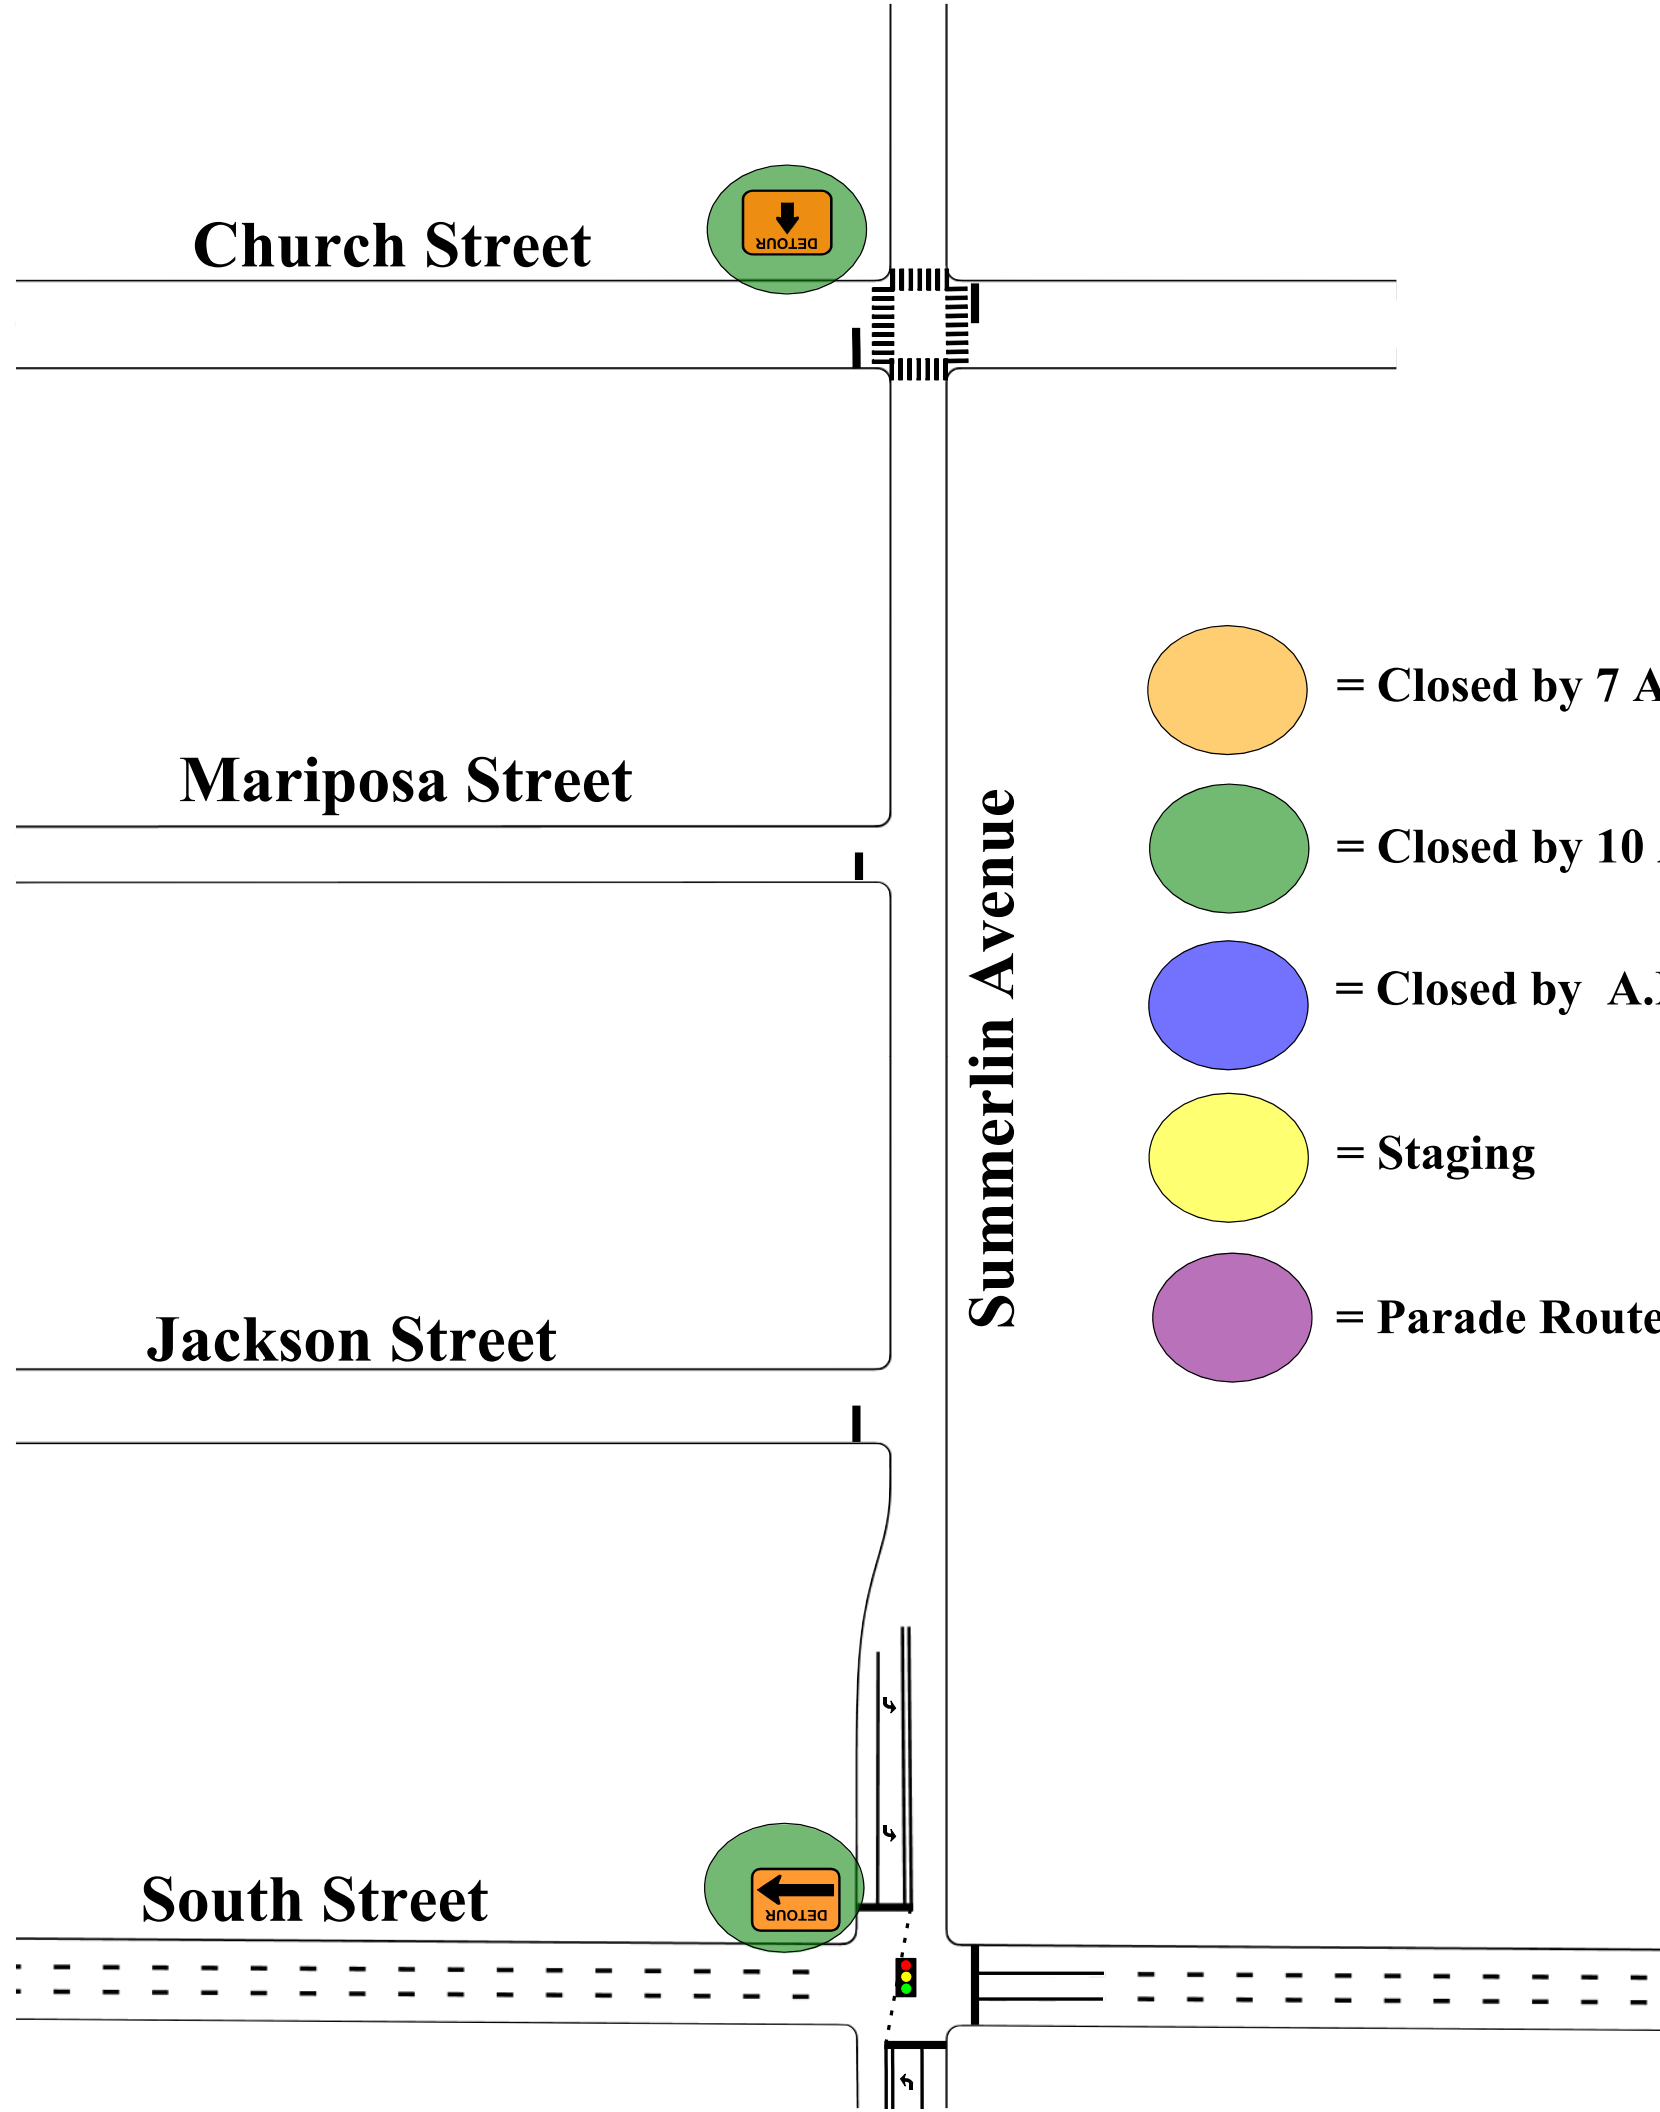 Church Street
DETOUR
Mariposa Street
Summerlin Avenue
Jackson Street
South Street
DETOUR
= Closed by 7 A
= Closed by 10
= Closed by A.
= Staging
= Parade Route